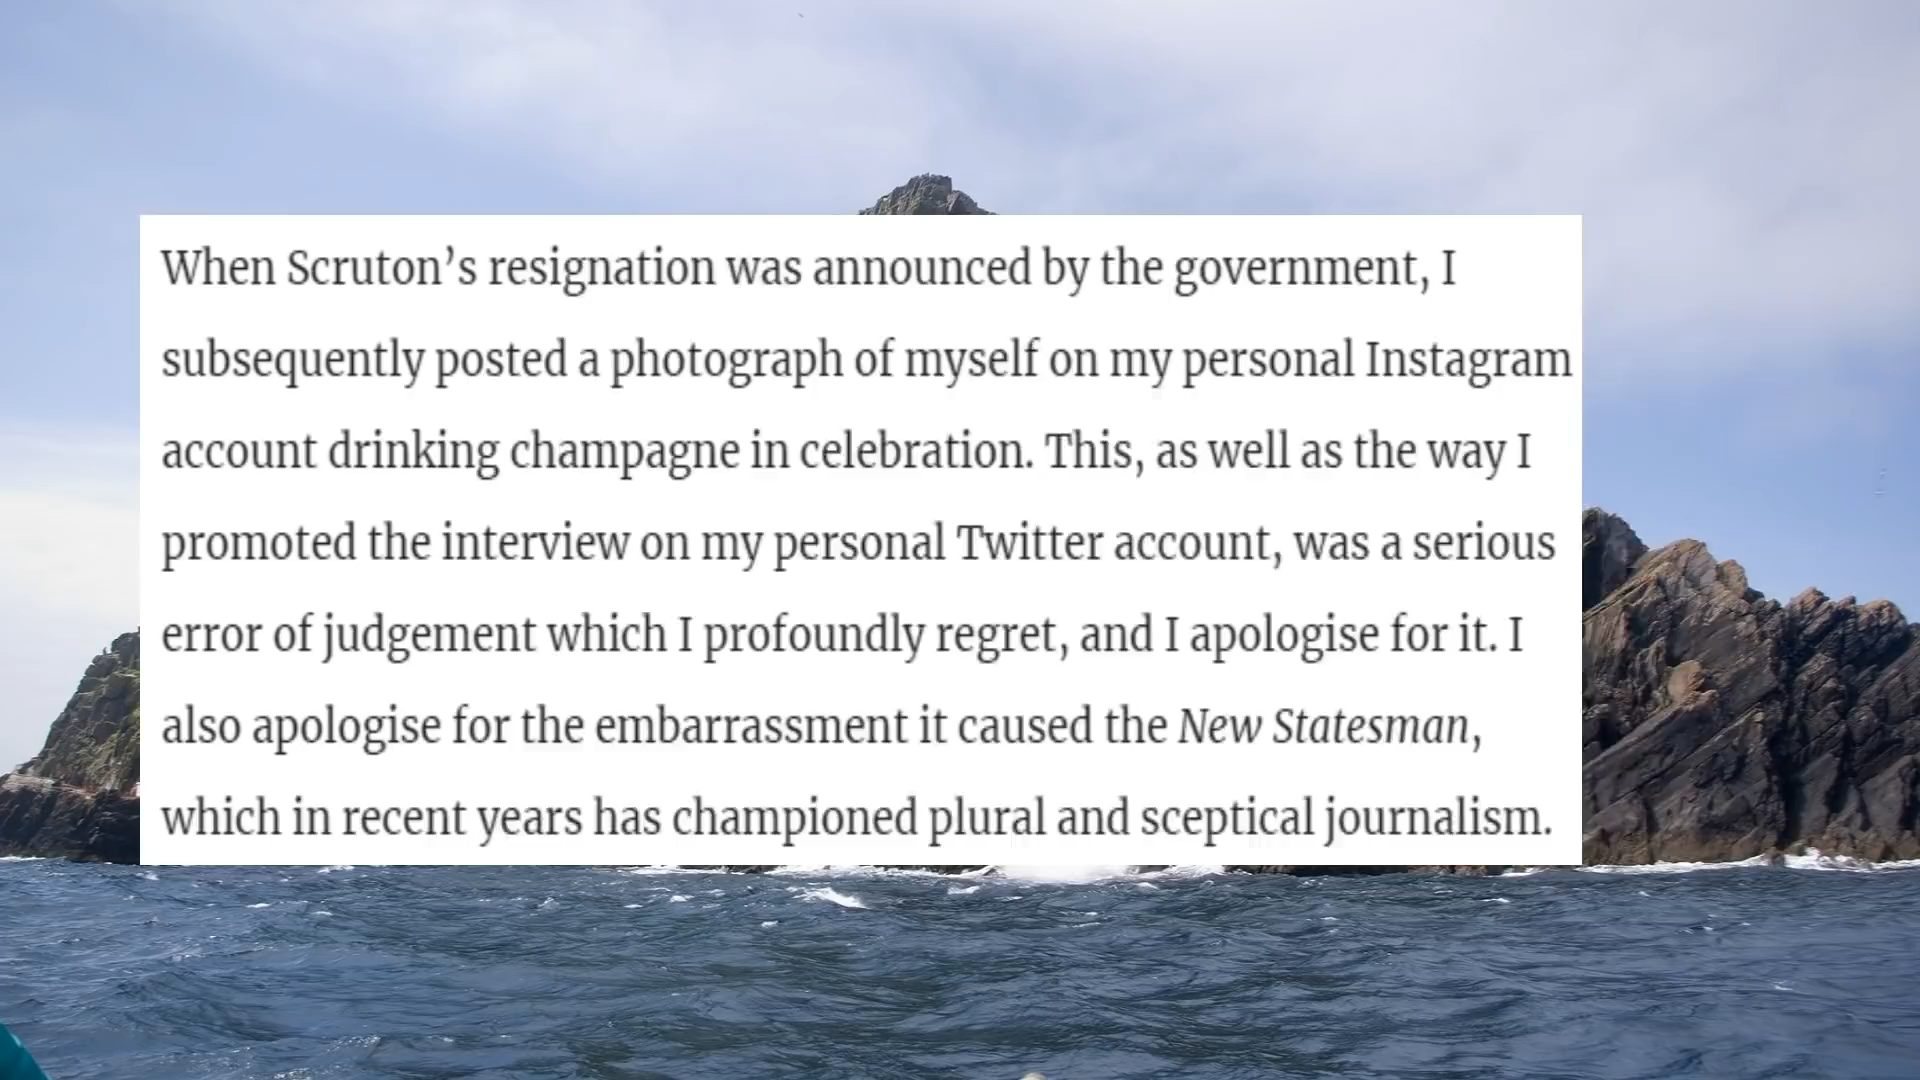 When Scruton’s resignation was announced by the government, I
subsequently posted a photograph of myself on my personal Instagram
account drinking champagne in celebration. This, as well as the way I
promoted the interview on my personal Twitter account, was a serious
error of judgement which I profoundly regret, and I apologise for it. I
also apologise for the embarrassment it caused the New Statesman,
which in recent years has championed plural and sceptical journalism.